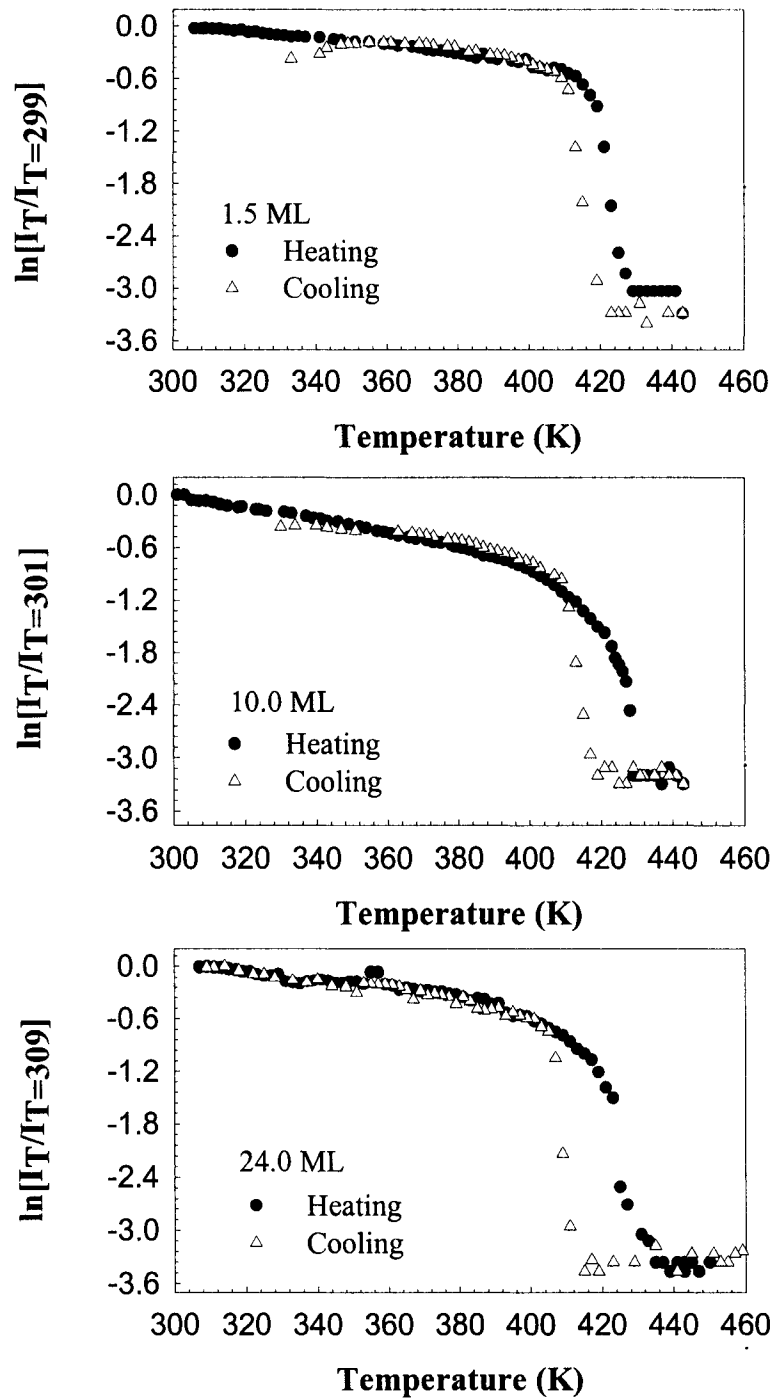 0.0
-0.6
-1.2
-1.8
-2.4
-3.0
-3.6
ln[IT/IT=299]
1.5 ML
Heating
Cooling
300 320 340 360 380 400 420 440 460
Temperature (K)
0.0
-0.6
-1.2
-1.8
-2.4
-3.0
-3.6
ln[IT/IT=301]
10.0 ML
Heating
Cooling
300 320 340 360 380 400 420 440 460
Temperature (K)
0.0
-0.6
-1.2
-1.8
-2.4
-3.0
-3.6
ln[IT/IT=309]
24.0 ML
Heating
Cooling
300 320 340 360 380 400 420 440 460
Temperature (K)